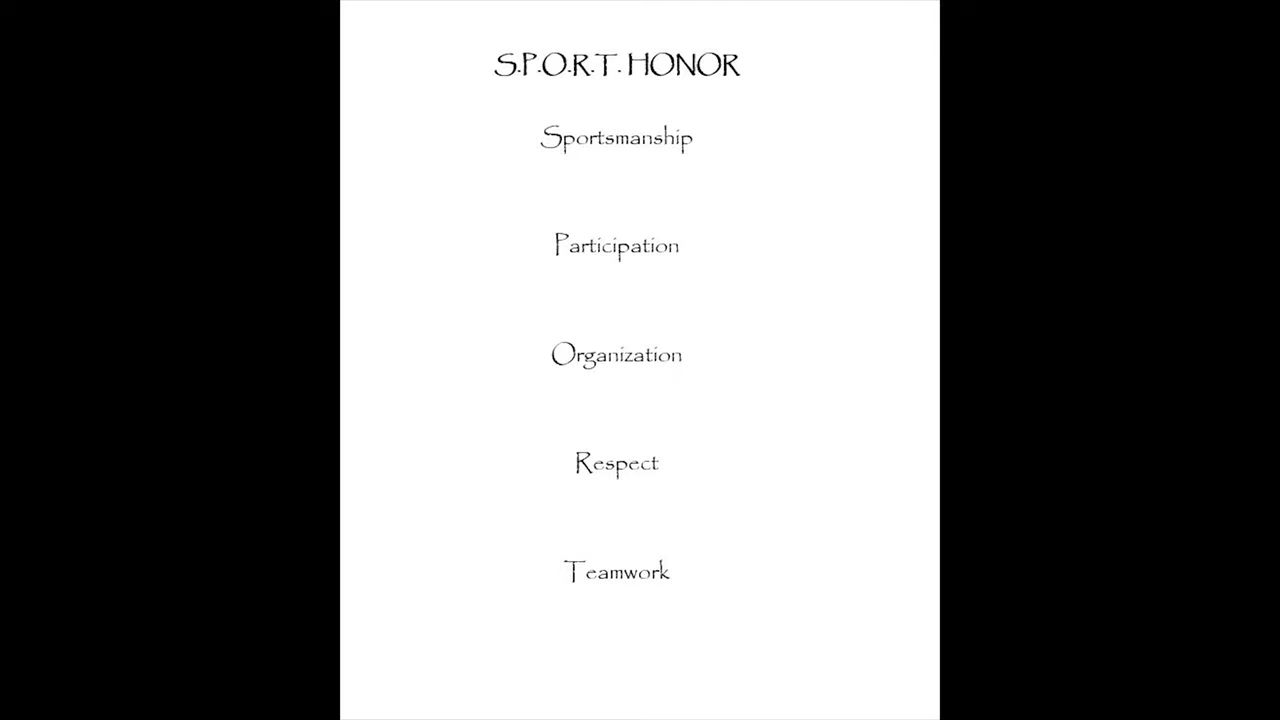 S.P.O.R.T. HONOR
Sportsmanship
Participation
Organization
Respect
Teamwork